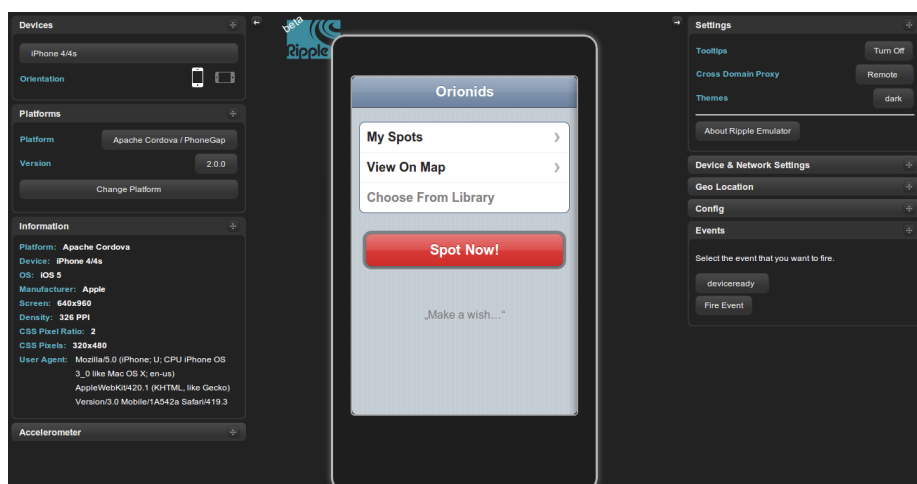 Devices
iPhone 4/4s
Orientation
Platforms
Platform Apache Cordova / PhoneGap
Version 2.0.0
Change Platform
Information
Platform: Apache Cordova
Device: iPhone 4/4s
OS: iOS 5
Manufacturer: Apple
Screen: 640x960
Density: 326 PPI
CSS Pixel Ratio: 2
CSS Pixels: 320x480
User Agent: Mozilla/5.0 (iPhone; U; CPU iPhone OS
3_0 like Mac OS X; en-us)
AppleWebKit/420.1 (KHTML, like Gecko)
Version/3.0 Mobile/1A542a Safari/419.3
Accelerometer
beta
Ripple
Orionids
My Spots
View On Map
Choose From Library
Spot Now!
„Make a wish…“
Settings
Tooltips Turn Off
Cross Domain Proxy Remote
Themes dark
About Ripple Emulator
Device & Network Settings
Geo Location
Config
Events
Select the event that you want to fire.
deviceready
Fire Event